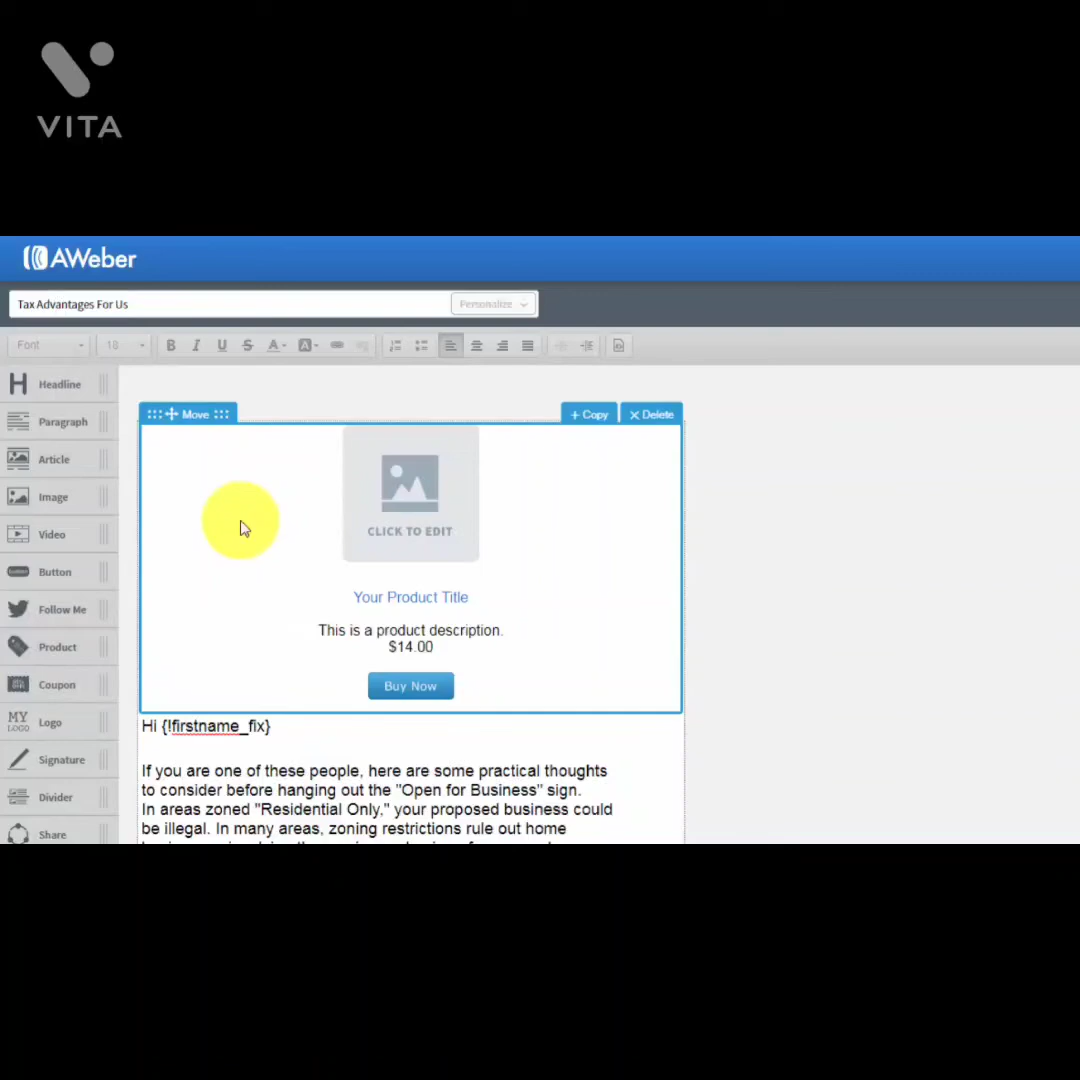 VITA
AWeber
Tax Advantages For Us
Personalize
Font
18
B I U S A A
H Headline
Move
+ Copy
Delete
Paragraph
Article
Image
CLICK TO EDIT
Video
Button
Your Product Title
Follow Me
This is a product description.
$14.00
Product
Coupon
Buy Now
MY LOGO
Logo
Hi {!firstname_fix}
Signature
If you are one of these people, here are some practical thoughts
to consider before hanging out the "Open for Business" sign.
Divider
In areas zoned "Residential Only," your proposed business could
be illegal. In many areas, zoning restrictions rule out home
Share